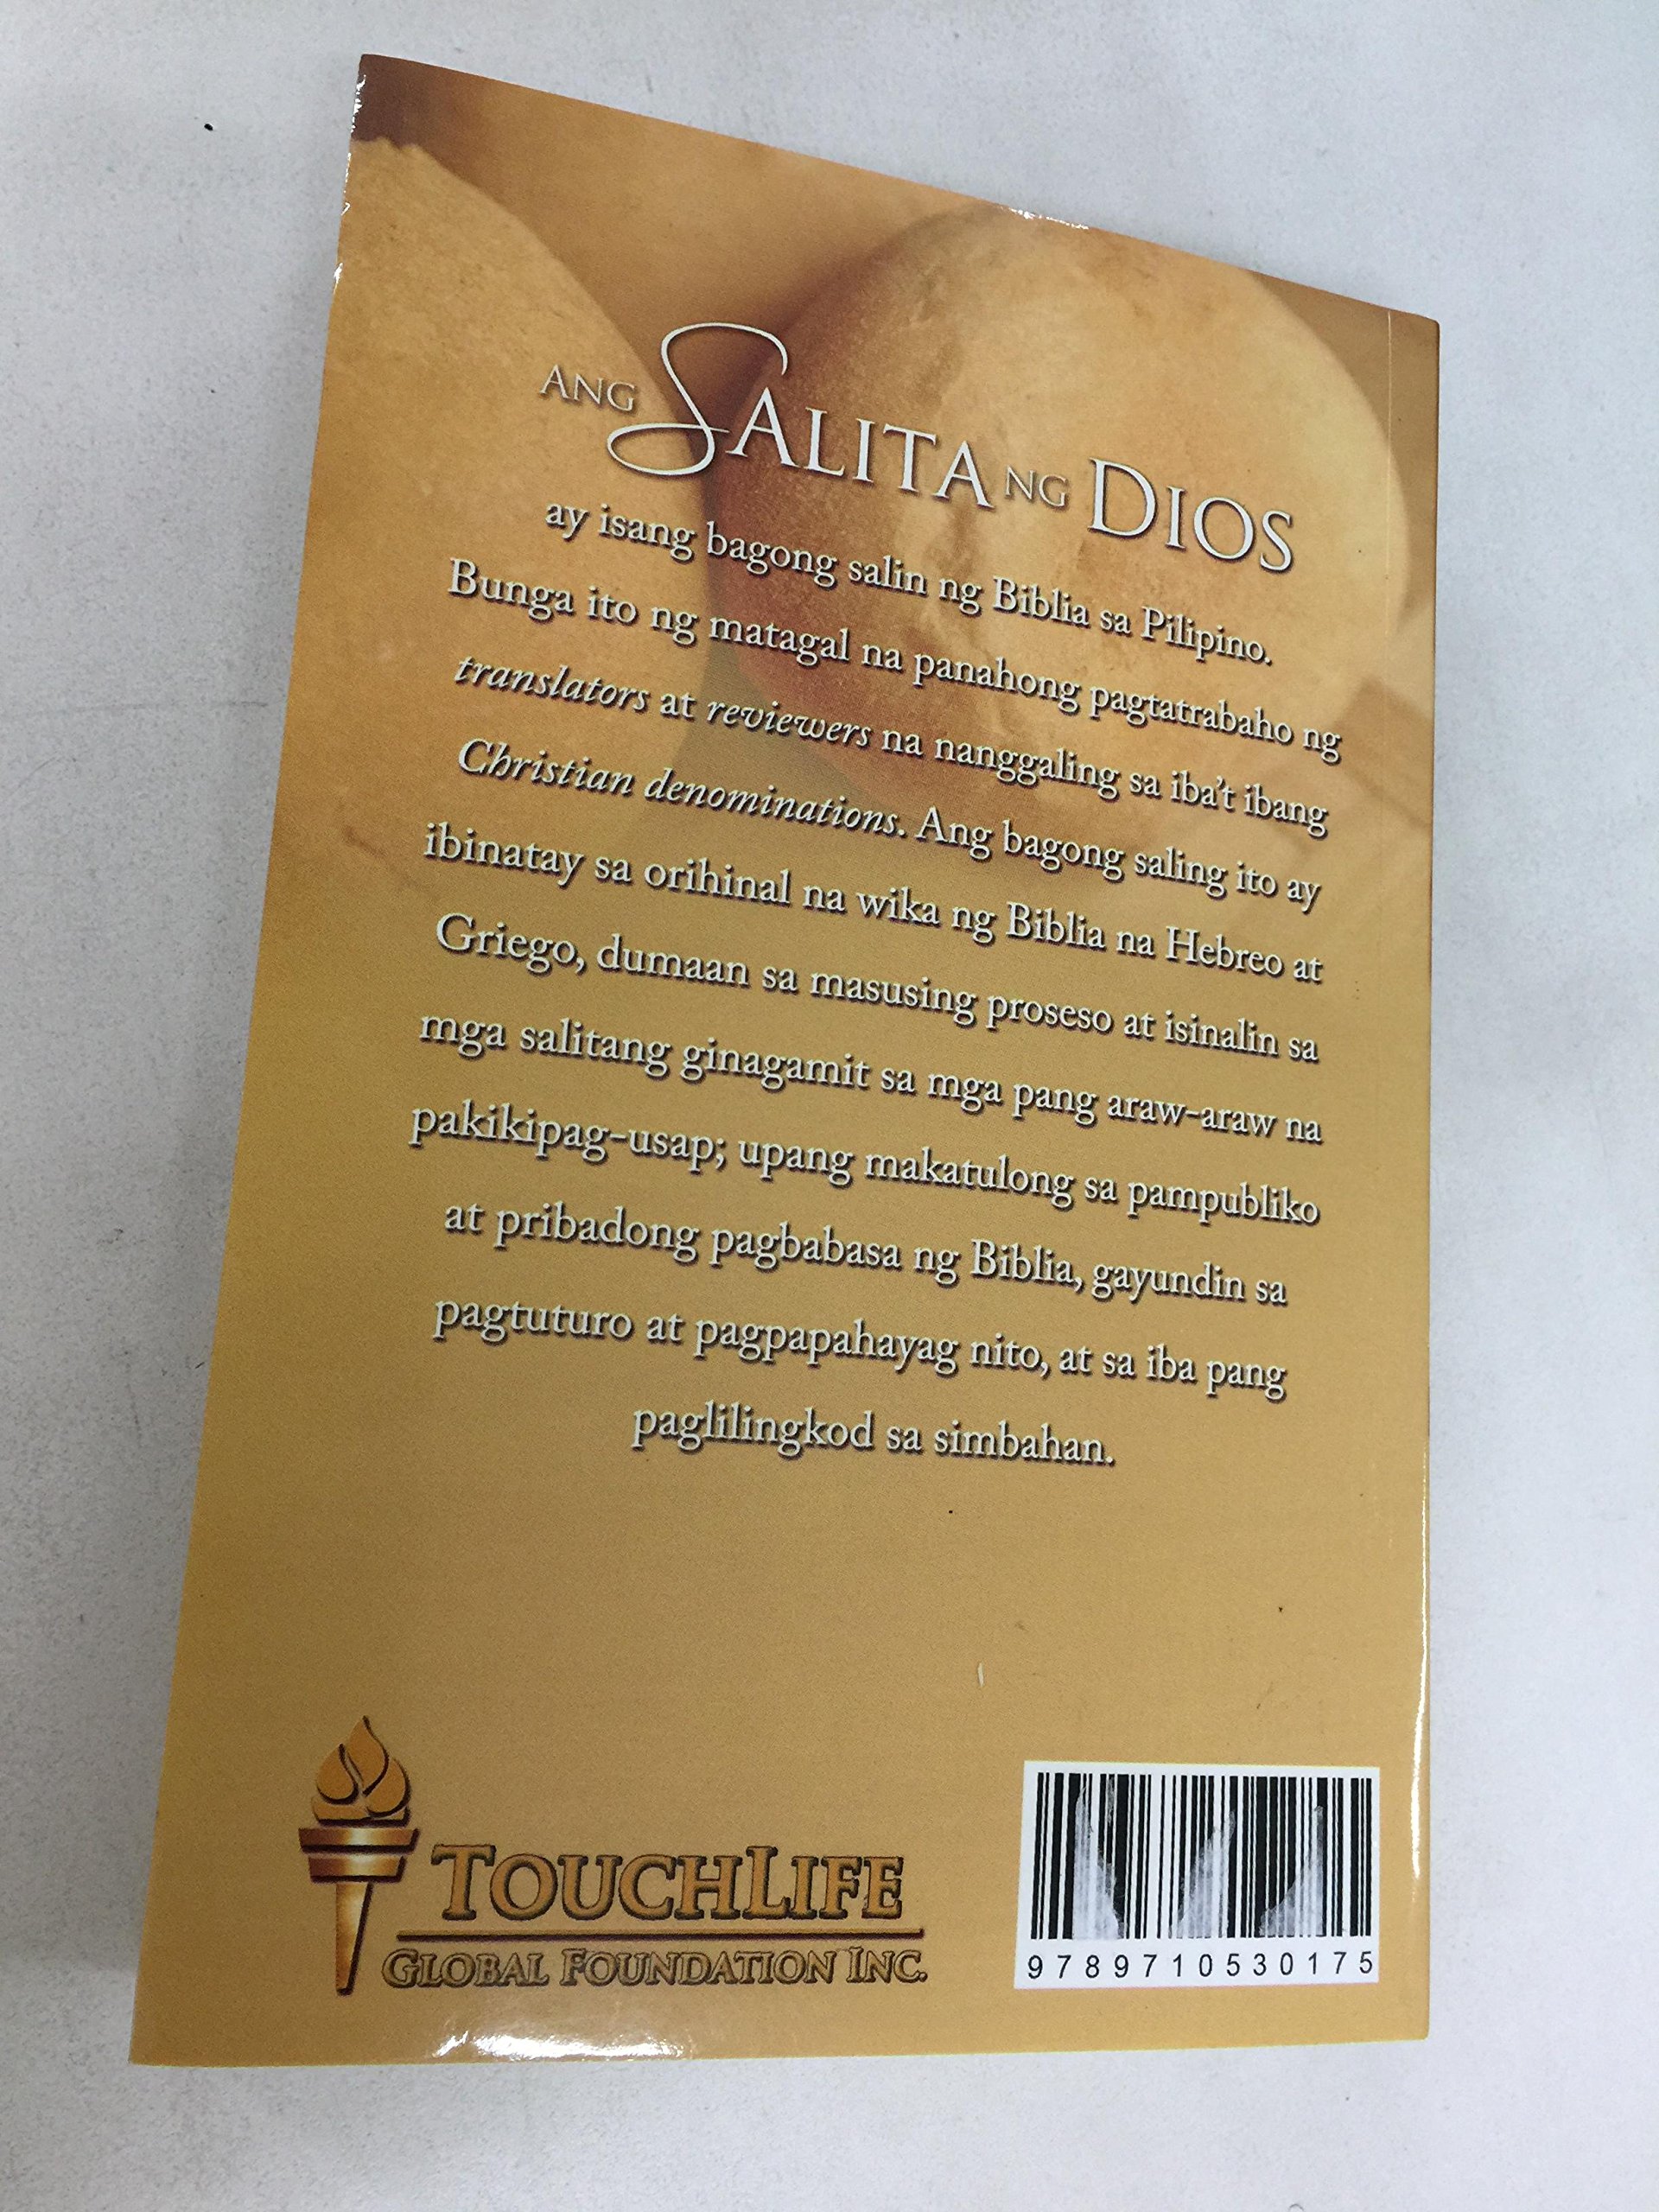 ANG SALITA NG DIOS
ay isang bagong salin ng Biblia sa Pilipino.
Bunga ito ng matagal na panahong pagtatrabaho ng
translators at reviewers na nanggaling sa iba't ibang
Christian denominations. Ang bagong saling ito ay
ibinatay sa orihinal na wika ng Biblia na Hebreo at
Griego, dumaan sa masusing proseso at isinalin sa
mga salitang ginagamit sa mga pang araw-araw na
pakikipag-usap; upang makatulong sa pampubliko
at pribadong pagbabasa ng Biblia, gayundin sa
pagtuturo at pagpapahayag nito, at sa iba pang
paglilingkod sa simbahan.
TOUCHLIFE
GLOBAL FOUNDATION INC.
9789710530175